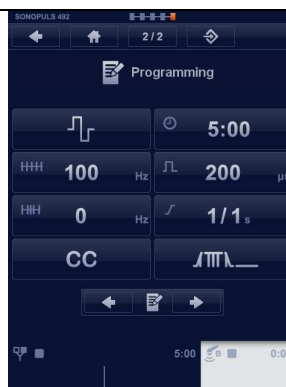 SONOPULS 492
2/2
Programming
5:00
100 Hz 200 µs
0 Hz 1/1 s
CC
5:00 B 0:0